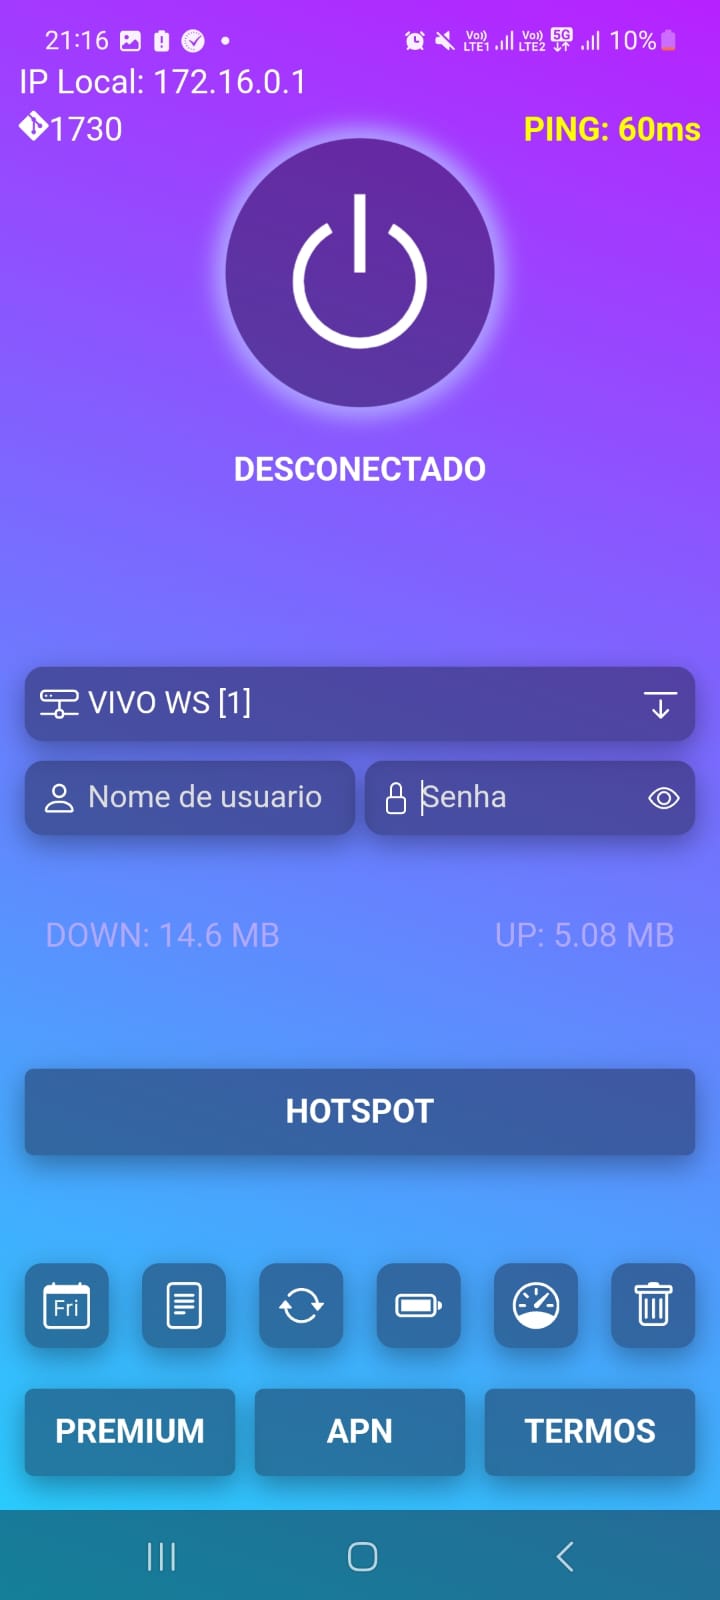 21:16 Vo)) LTE1 Vo)) LTE2 5G 10%
IP Local: 172.16.0.1
1730
PING: 60ms
DESCONECTADO
VIVO WS [1]
Nome de usuario
Senha
DOWN: 14.6 MB
UP: 5.08 MB
HOTSPOT
Fri
PREMIUM
APN
TERMOS